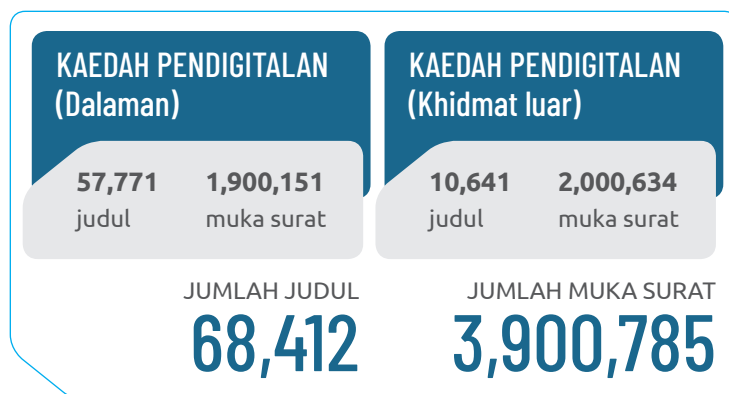 KAEDAH PENDIGITALAN
(Dalaman)
57,771 1,900,151
judul muka surat
KAEDAH PENDIGITALAN
(Khidmat luar)
10,641 2,000,634
judul muka surat
JUMLAH JUDUL
68,412
JUMLAH MUKA SURAT
3,900,785